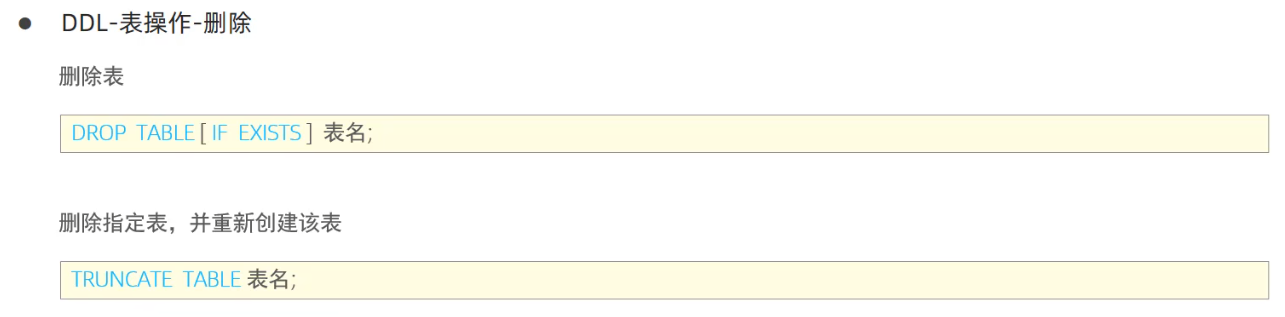 ● DDL-表操作-删除
删除表
DROP TABLE [ IF EXISTS ] 表名;
删除指定表，并重新创建该表
TRUNCATE TABLE 表名;